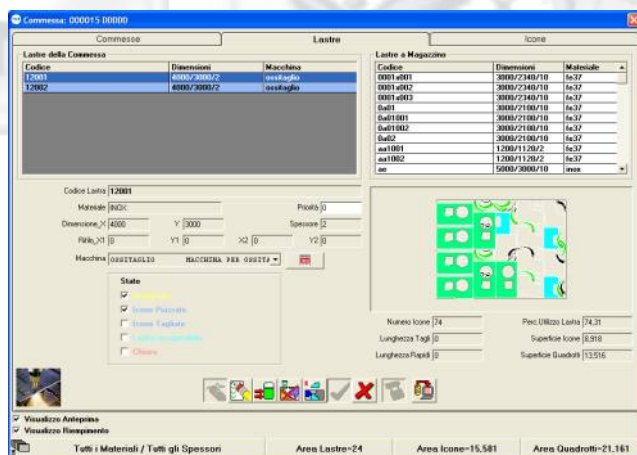 Commessa: 000015 DDDDD
Commesse
Lastre
Icone
Lastre della Commessa
Codice Dimensioni Macchina
12001 4000/3000/2 ossitaglio
12002 4000/3000/2 ossitaglio
Lastre a Magazzino
Codice Dimensioni Materiale
0001a001 3000/2340/10 fe37
0001a002 3000/2340/10 fe37
0001a003 3000/2340/10 fe37
0a01 3000/2100/10 fe37
0a01001 3000/2100/10 fe37
0a01002 3000/2100/10 fe37
0a02 3000/2100/10 fe37
aa1001 1200/1120/2 fe37
aa1002 1200/1120/2 fe37
ae 5000/3000/10 inox
Codice Lastra 12001
Materiale INOX Priorità 0
Dimensione_X 4000 Y 3000 Spessore 2
Rifilo_X1 0 Y1 0 X2 0 Y2 0
Macchina OSSITAGLIO MACCHINA PER OSSITA
Stato
Icone Piazzate
Icone Tagliate
Chiusa
Numero Icone 74 Perc.Utilizzo Lastra 74,31
Lunghezza Tagli 0 Superficie Icone 8,918
Lunghezza Rapidi 0 Superficie Quadrotti 13,516
Visualizzo Anteprima
Visualizzo Riempimento
Tutti i Materiali / Tutti gli Spessori Area Lastre=24 Area Icone=15,581 Area Quadrotti=21,161